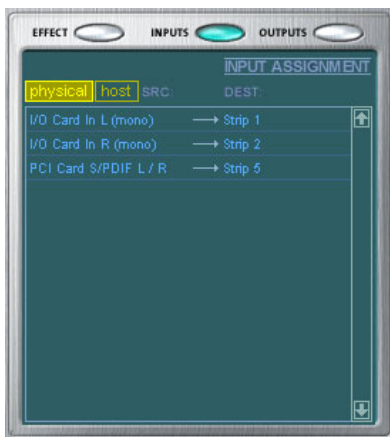 EFFECT INPUTS OUTPUTS
INPUT ASSIGNMENT
physical host SRC: DEST:
I/O Card In L (mono) → Strip 1
I/O Card In R (mono) → Strip 2
PCI Card S/PDIF L / R → Strip 5